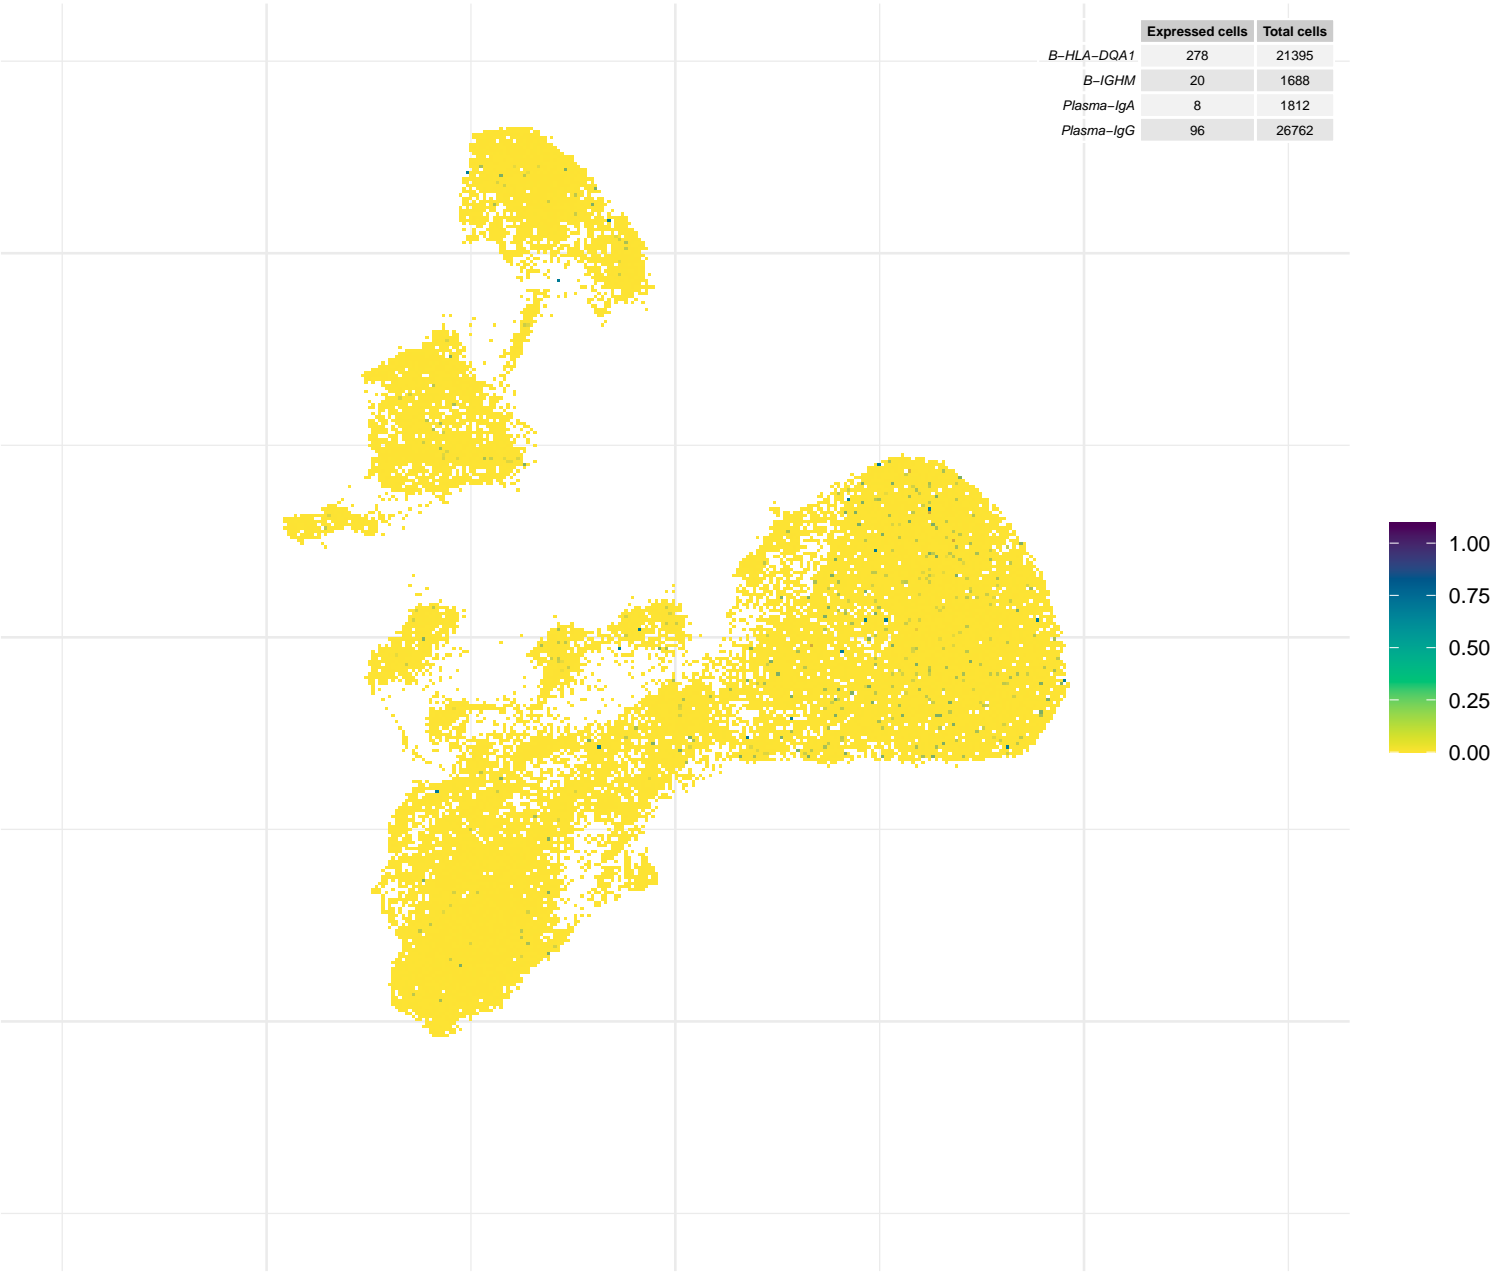 Expressed cells Total cells
B−HLA−DQA1 278 21395
B−IGHM 20 1688
Plasma−IgA 8 1812
Plasma−IgG 96 26762
1.00
0.75
0.50
0.25
0.00